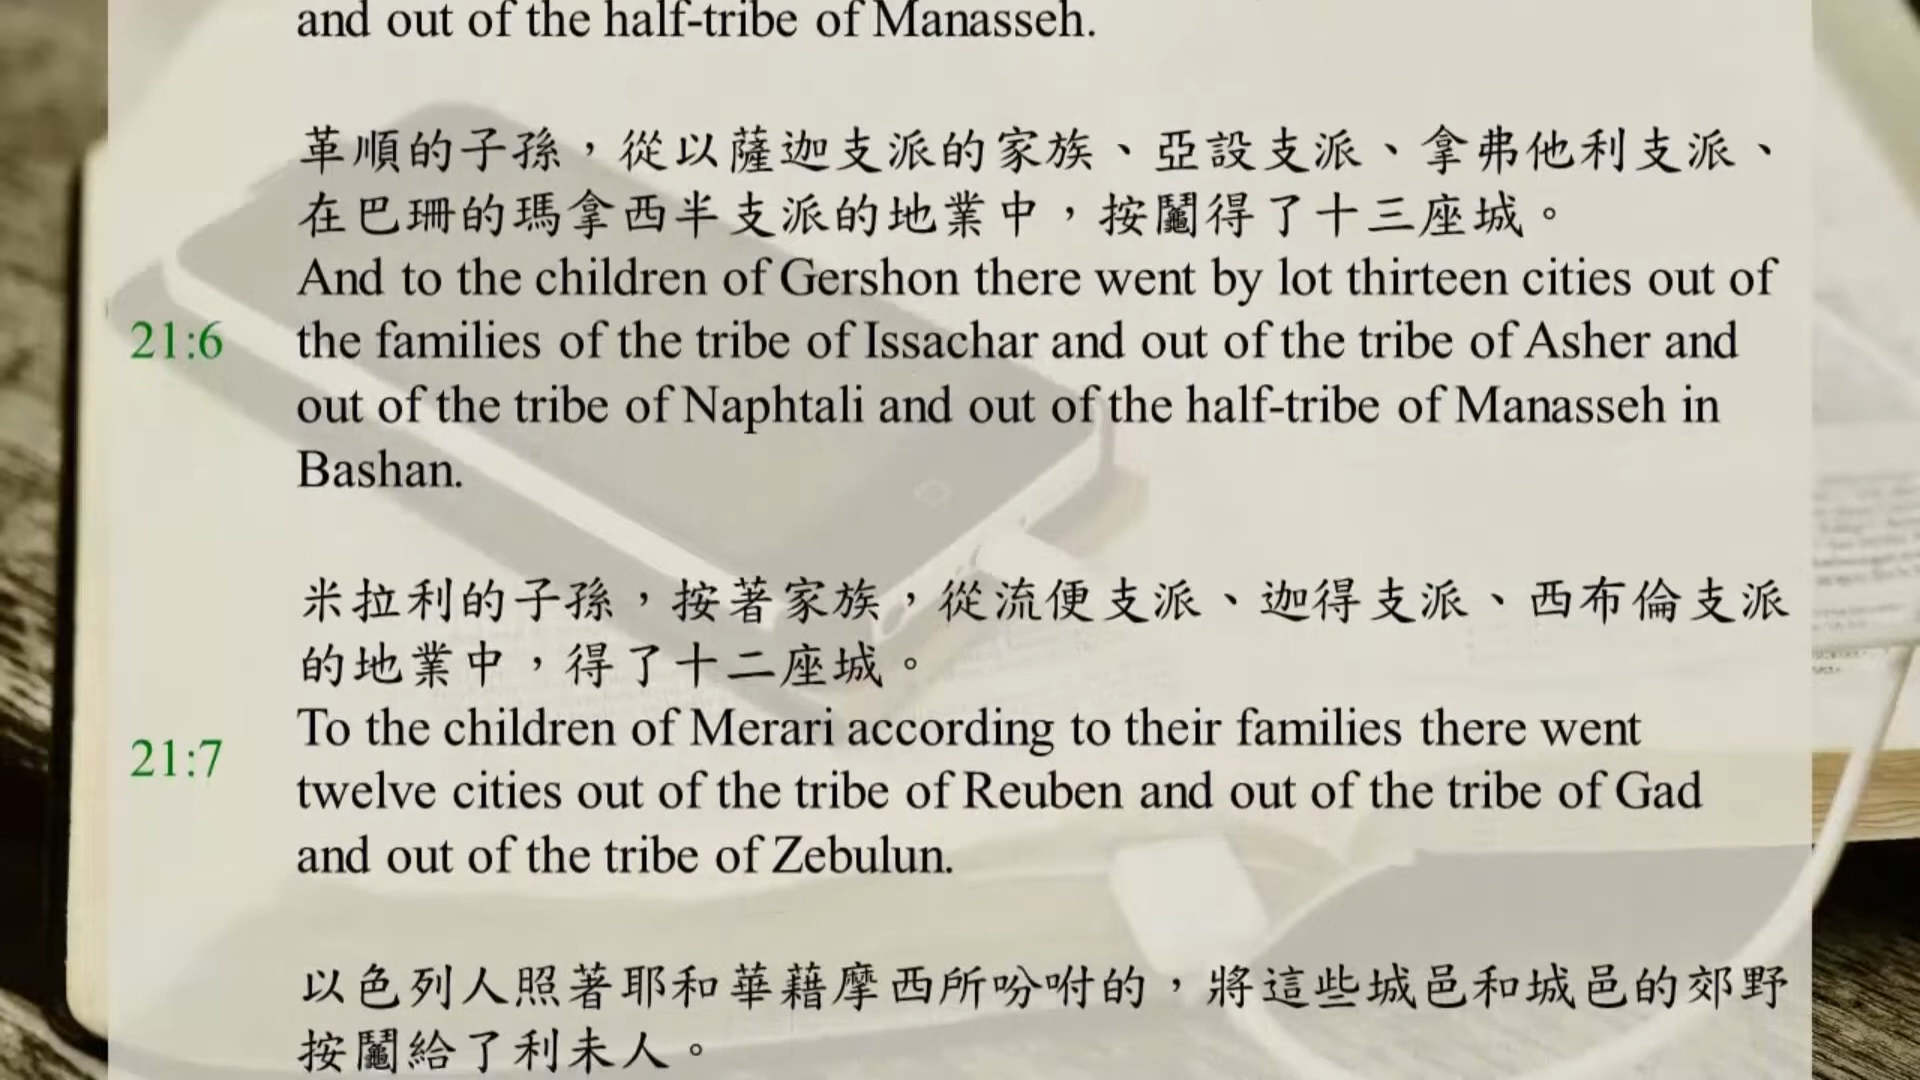 and out of the half-tribe of Manasseh.
革順的子孫，從以薩迦支派的家族、亞設支派、拿弗他利支派、
在巴珊的瑪拿西半支派的地業中，按鬮得了十三座城。
And to the children of Gershon there went by lot thirteen cities out of
21:6 the families of the tribe of Issachar and out of the tribe of Asher and
out of the tribe of Naphtali and out of the half-tribe of Manasseh in
Bashan.
米拉利的子孫，按著家族，從流便支派、迦得支派、西布倫支派
的地業中，得了十二座城。
To the children of Merari according to their families there went
21:7
twelve cities out of the tribe of Reuben and out of the tribe of Gad
and out of the tribe of Zebulun.
以色列人照著耶和華藉摩西所吩咐的，將這些城邑和城邑的郊野
按鬮給了利未人。